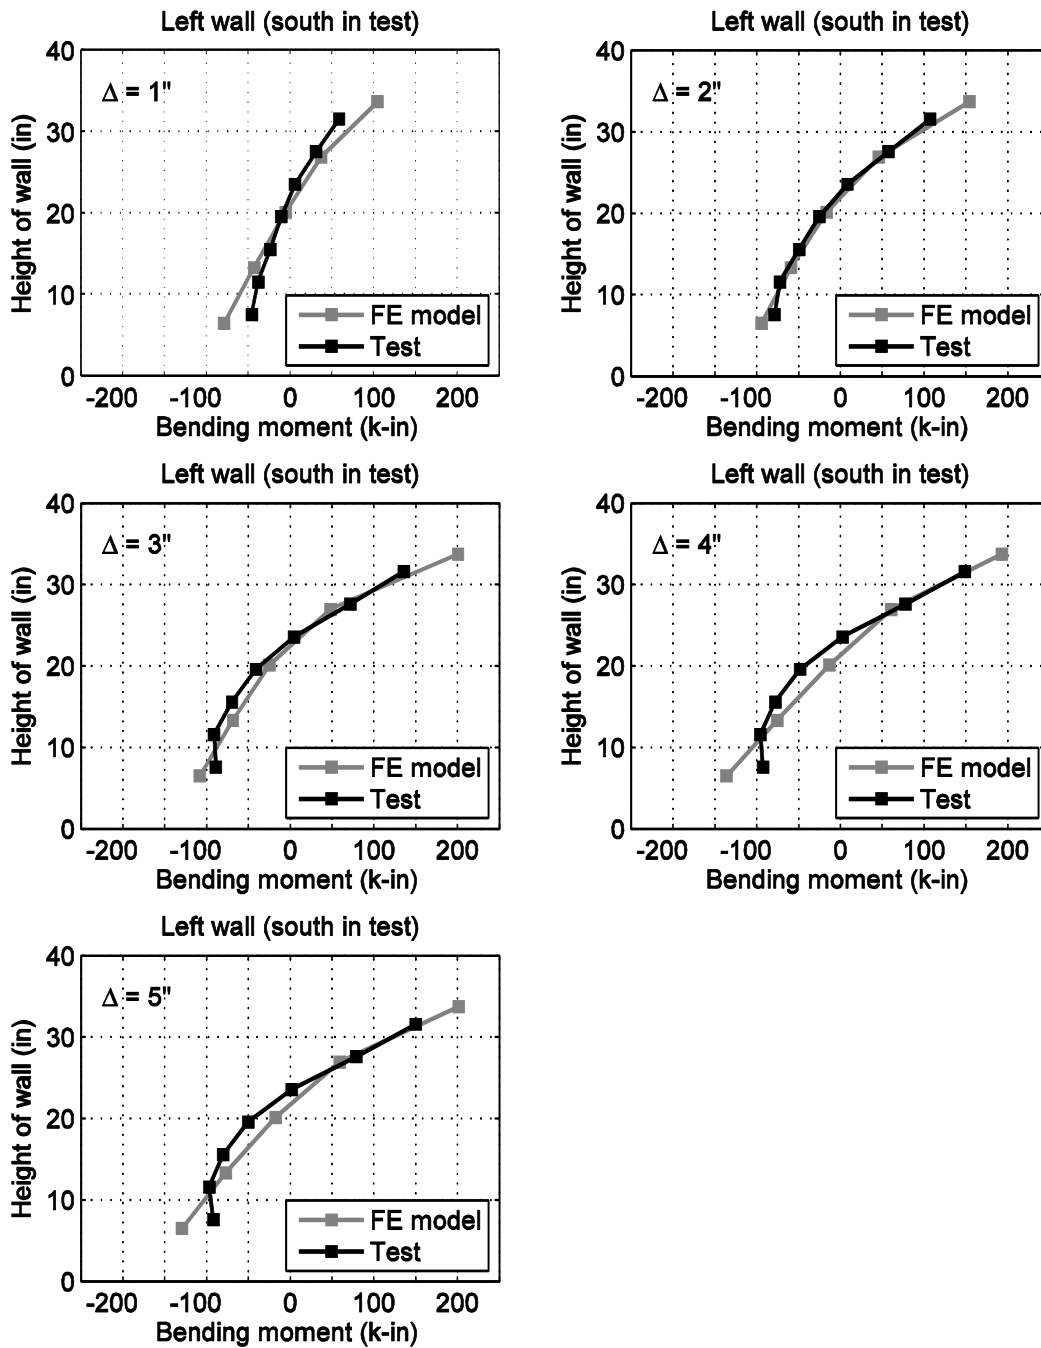 Left wall (south in test)
Left wall (south in test)
40
30
20
10
0
Height of wall (in)
Δ = 1"
FE model
Test
-200 -100 0 100 200
Bending moment (k-in)
40
30
20
10
0
Height of wall (in)
Δ = 2"
FE model
Test
-200 -100 0 100 200
Bending moment (k-in)
Left wall (south in test)
Left wall (south in test)
40
30
20
10
0
Height of wall (in)
Δ = 3"
FE model
Test
-200 -100 0 100 200
Bending moment (k-in)
40
30
20
10
0
Height of wall (in)
Δ = 4"
FE model
Test
-200 -100 0 100 200
Bending moment (k-in)
Left wall (south in test)
40
30
20
10
0
Height of wall (in)
Δ = 5"
FE model
Test
-200 -100 0 100 200
Bending moment (k-in)